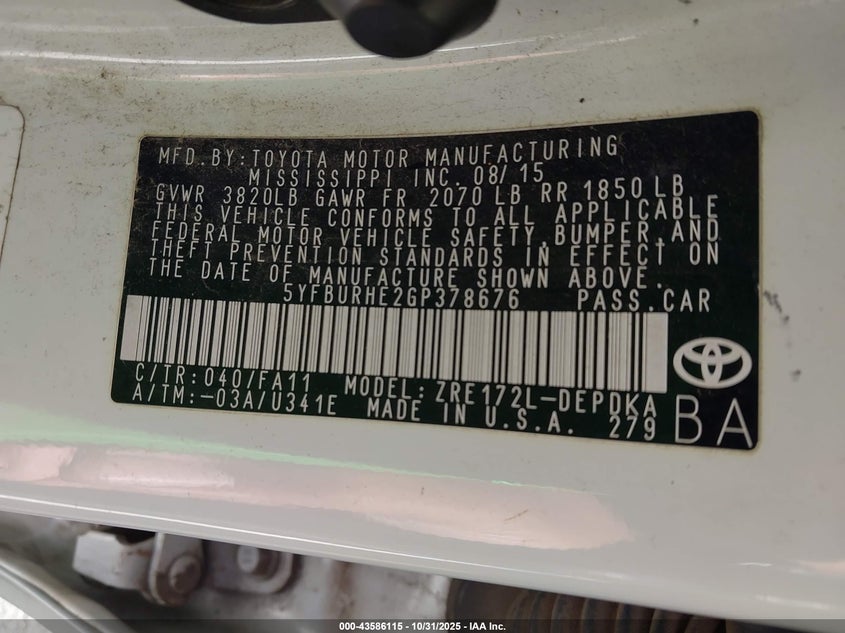 MFD.BY:TOYOTA MOTOR MANUFACTURING
MISSISSIPPI INC. 08/15
GVWR 3820LB GAWR FR 2070 LB RR 1850 LB
THIS VEHICLE CONFORMS TO ALL APPLICABLE
FEDERAL MOTOR VEHICLE SAFETY,BUMPER,AND
THEFT PREVENTION STANDARDS IN EFFECT ON
THE DATE OF MANUFACTURE SHOWN ABOVE.
5YFBURHE2GP378676 PASS.CAR
C/TR:040/FA11 MODEL:ZRE172L-DEPDKA
A/TM:-03A/U341E MADE IN U.S.A. 279
BA
000-43586115 - 10/31/2025 - IAA Inc.